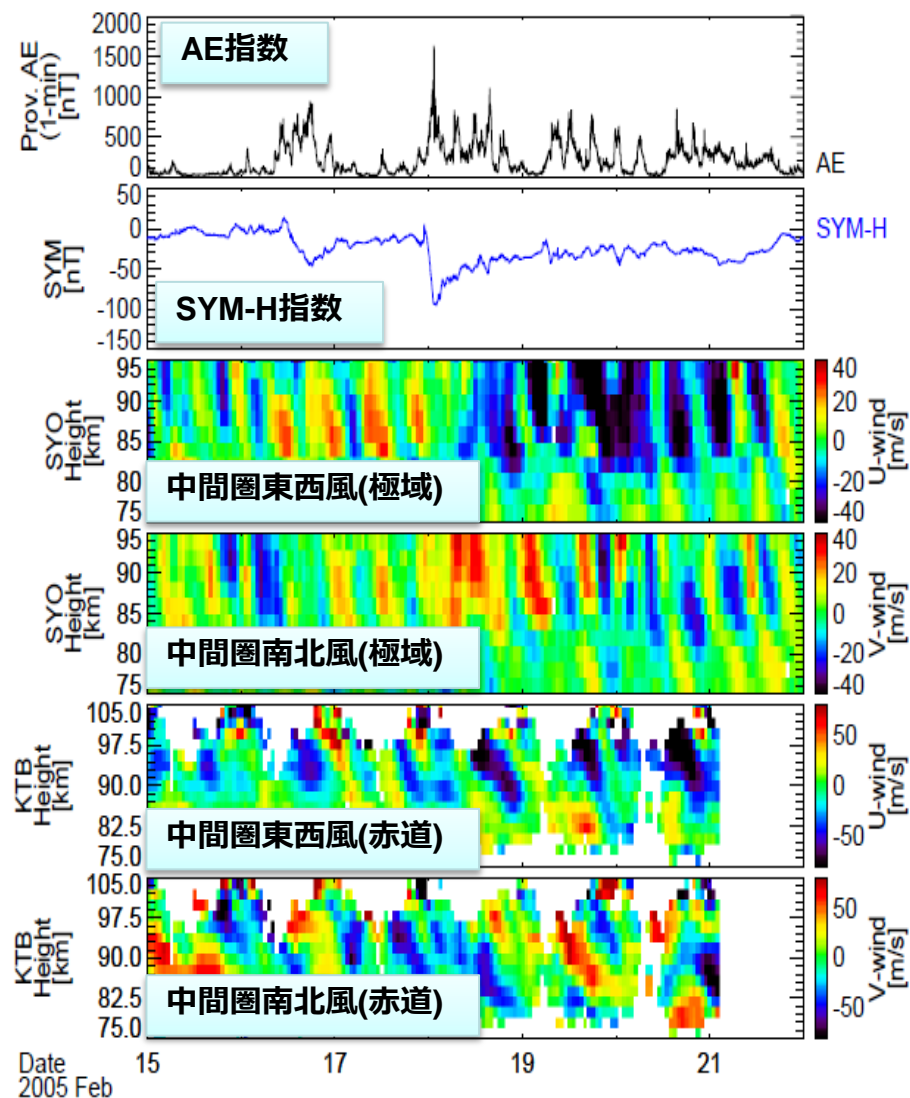 Prov. AE
(1-min)
[nT]
2000
1500
1000
500
0
AE指数
AE
SYM
[nT]
50
0
-50
-100
-150
SYM-H指数
SYM-H
SYO
Height
[km]
95
90
85
80
75
中間圏東西風(極域)
40
20
0
-20
-40
U-wind
[m/s]
SYO
Height
[km]
95
90
85
80
75
中間圏南北風(極域)
40
20
0
-20
-40
V-wind
[m/s]
KTB
Height
[km]
105.0
97.5
90.0
82.5
75.0
中間圏東西風(赤道)
50
0
-50
U-wind
[m/s]
KTB
Height
[km]
105.0
97.5
90.0
82.5
75.0
中間圏南北風(赤道)
50
0
-50
V-wind
[m/s]
Date 15 17 19 21
2005 Feb